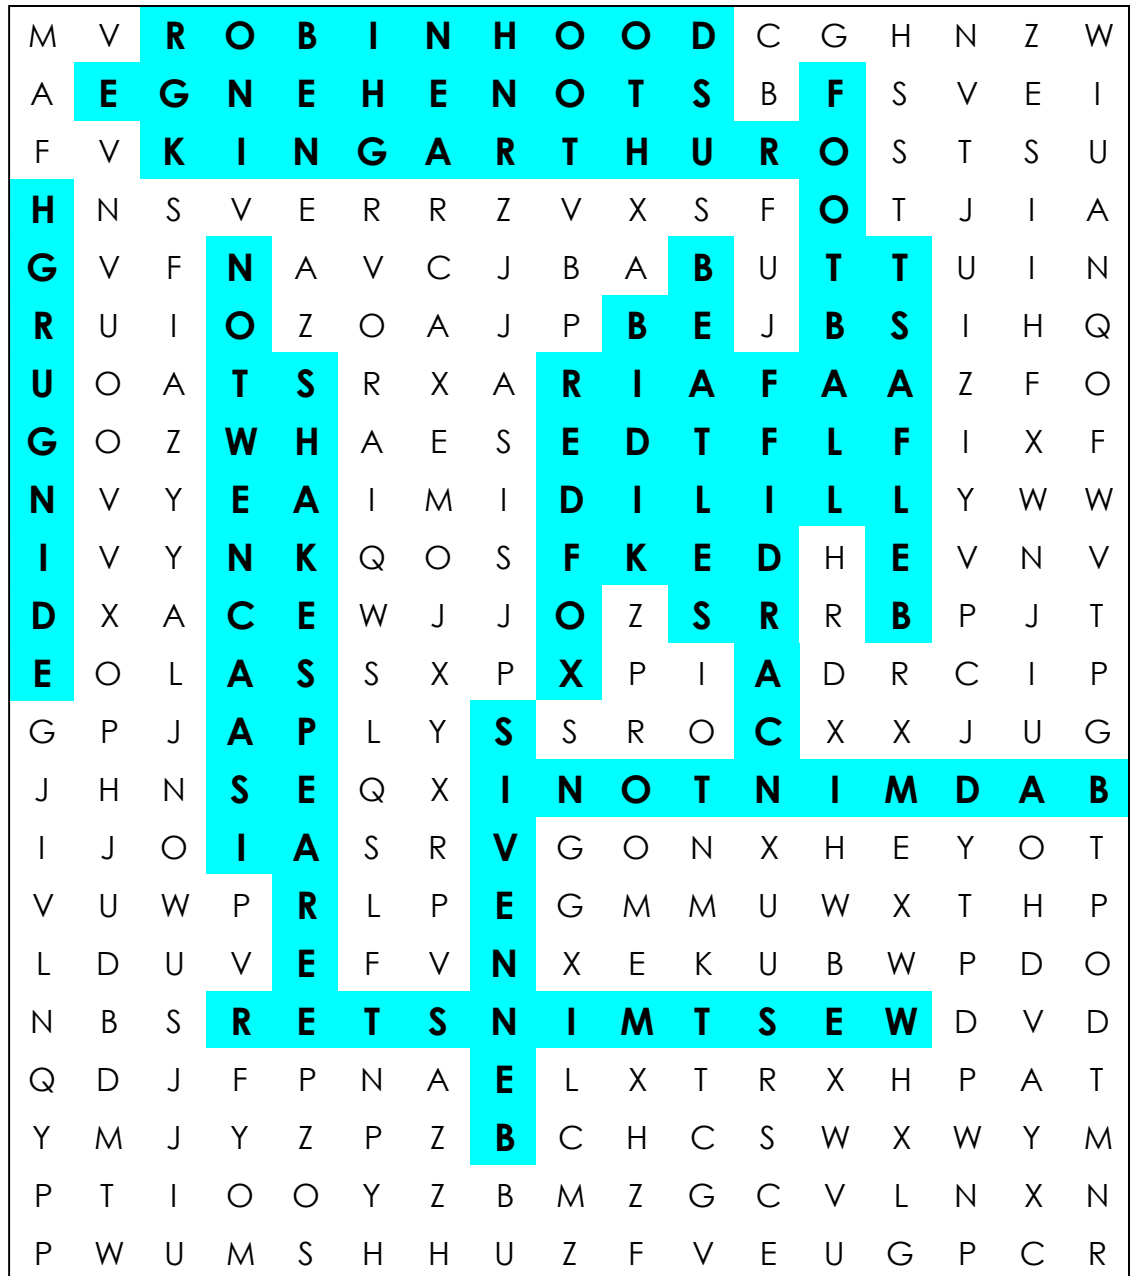 M V R O B I N H O O D C G H N Z W
A E G N E H E N O T S B F S V E I
F V K I N G A R T H U R O S T S U
H N S V E R R Z V X S F O T J I A
G V F N A V C J B A B U T T U I N
R U I O Z O A J P B E J B S I H Q
U O A T S R X A R I A F A A Z F O
G O Z W H A E S E D T F L F I X F
N V Y E A I M I D I L I L L Y W W
I V Y N K Q O S F K E D H E V N V
D X A C E W J J O Z S R R B P J T
E O L A S S X P X P I A D R C I P
G P J A P L Y S S R O C X X J U G
J H N S E Q X I N O T N I M D A B
I J O I A S R V G O N X H E Y O T
V U W P R L P E G M M U W X T H P
L D U V E F V N X E K U B W P D O
N B S R E T S N I M T S E W D V D
Q D J F P N A E L X T R X H P A T
Y M J Y Z P Z B C H C S W X W Y M
P T I O O Y Z B M Z G C V L N X N
P W U M S H H U Z F V E U G P C R